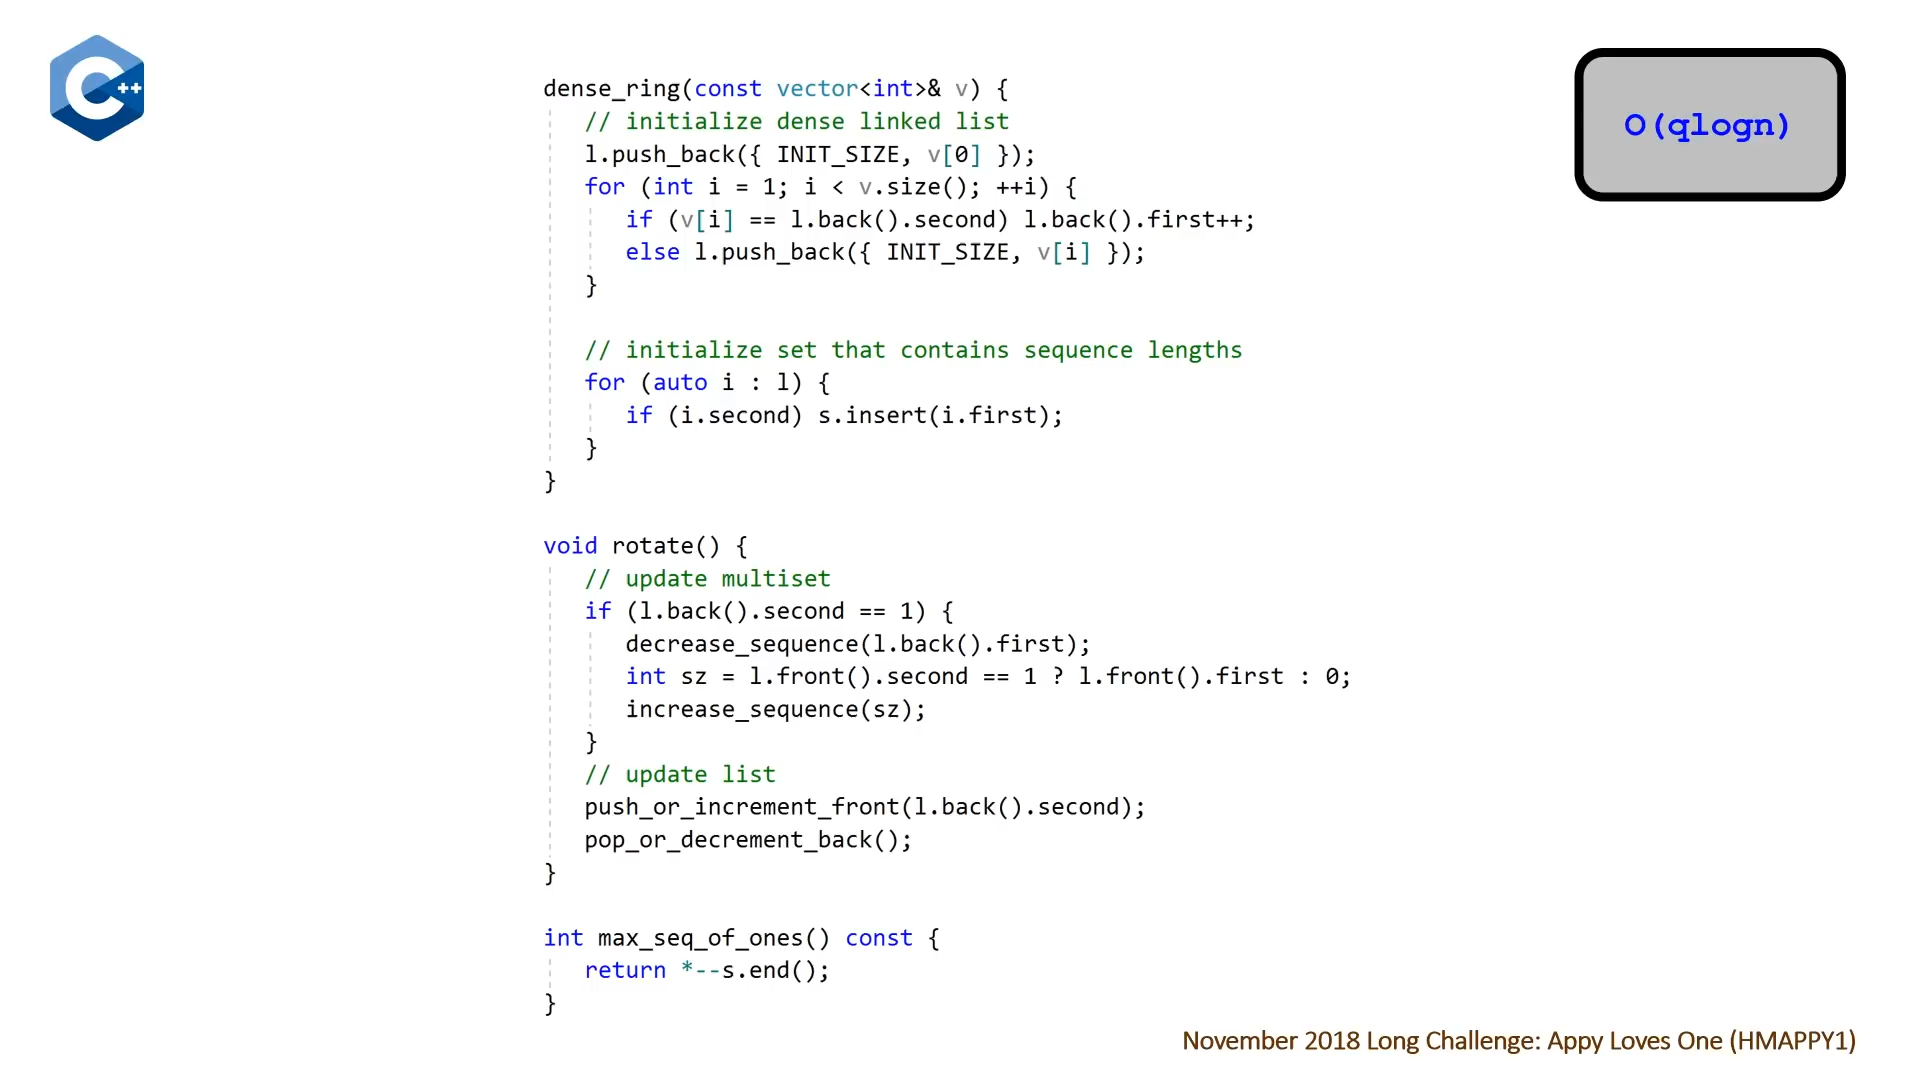 C++
dense_ring(const vector<int>& v) {
// initialize dense linked list
l.push_back({ INIT_SIZE, v[0] });
for (int i = 1; i < v.size(); ++i) {
if (v[i] == l.back().second) l.back().first++;
else l.push_back({ INIT_SIZE, v[i] });
}
// initialize set that contains sequence lengths
for (auto i : l) {
if (i.second) s.insert(i.first);
}
}
void rotate() {
// update multiset
if (l.back().second == 1) {
decrease_sequence(l.back().first);
int sz = l.front().second == 1 ? l.front().first : 0;
increase_sequence(sz);
}
// update list
push_or_increment_front(l.back().second);
pop_or_decrement_back();
}
int max_seq_of_ones() const {
return *--s.end();
}
O(qlogn)
November 2018 Long Challenge: Appy Loves One (HMAPPY1)